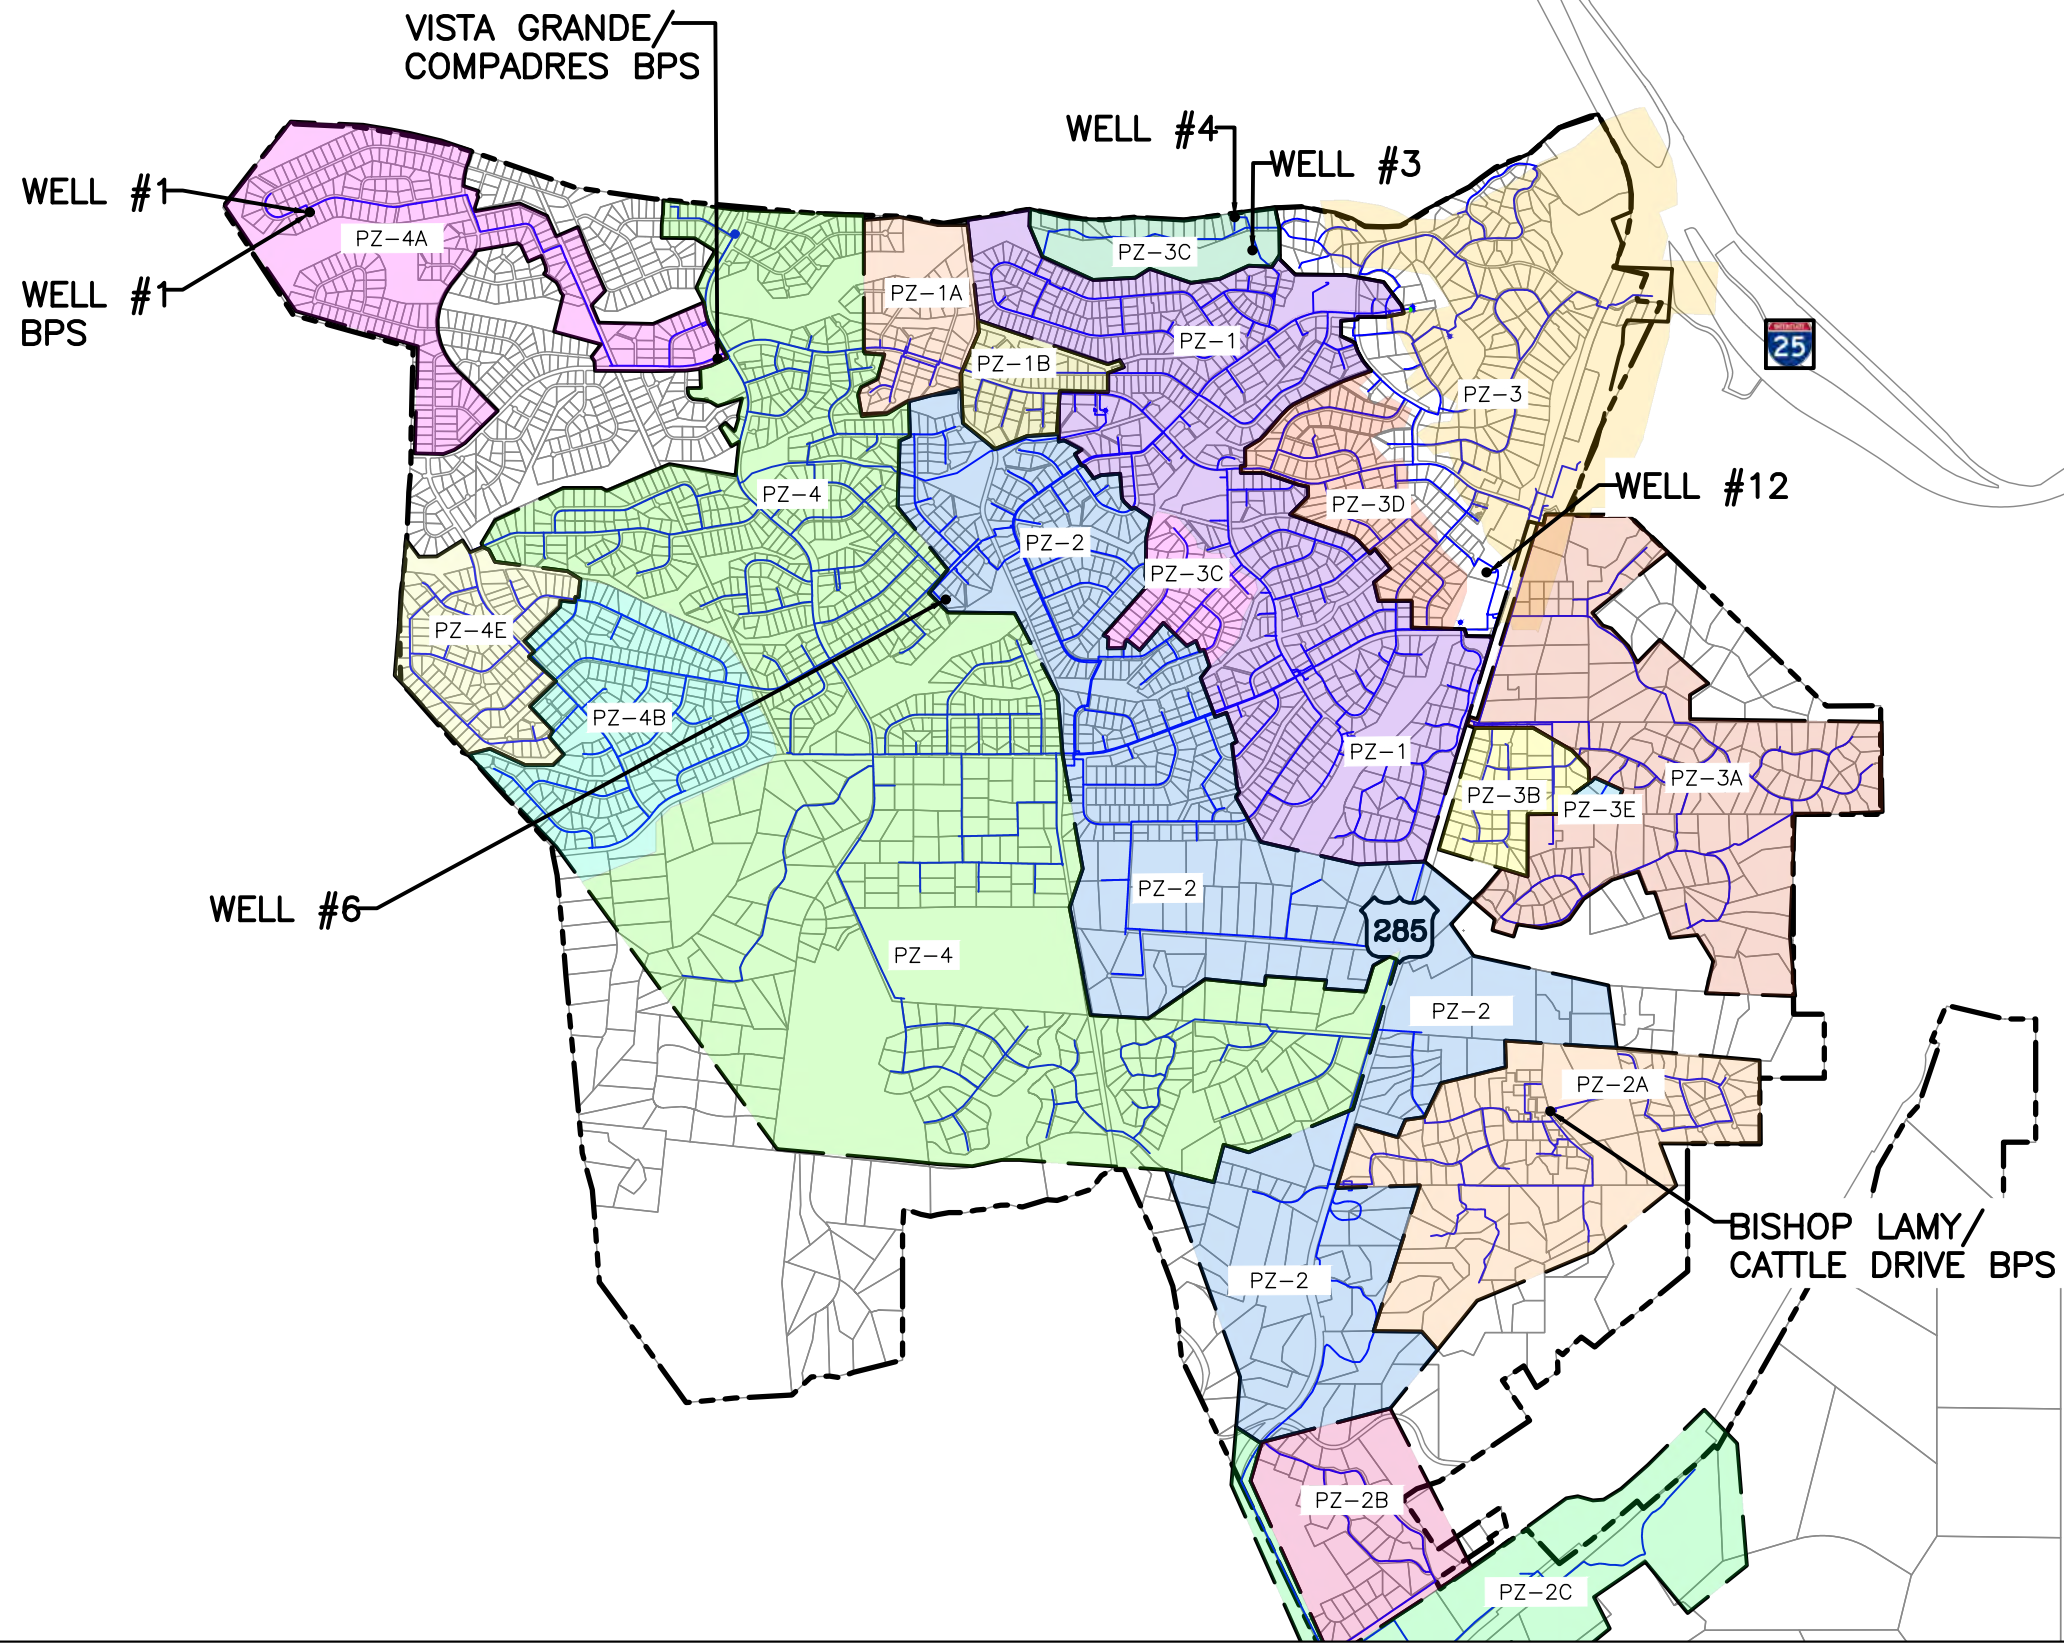 VISTA GRANDE/
COMPADRES BPS
WELL #4
WELL #3
WELL #1
PZ-4A
PZ-3C
WELL #1
BPS
PZ-1A
PZ-1
INTERSTATE
25
PZ-1B
PZ-3
PZ-4
PZ-3D
WELL #12
PZ-2
PZ-3C
PZ-4E
PZ-4B
PZ-1
PZ-3B
PZ-3E
PZ-3A
WELL #6
PZ-2
285
PZ-4
PZ-2
PZ-2A
BISHOP LAMY/
CATTLE DRIVE BPS
PZ-2
PZ-2B
PZ-2C